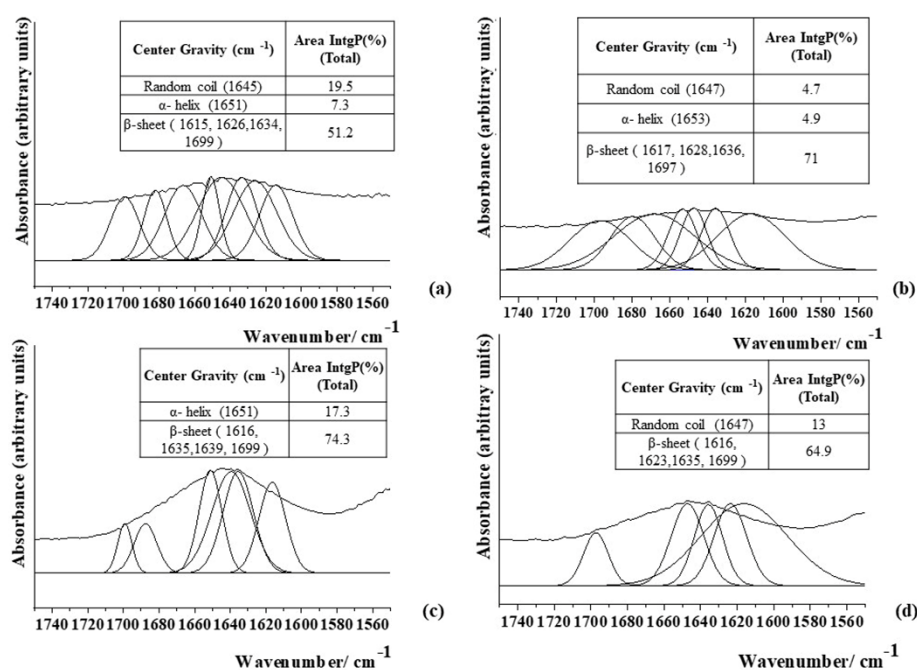 Absorbance (arbitrary units)
Center Gravity (cm -1) Area IntgP(%) (Total)
Random coil (1645) 19.5
α- helix (1651) 7.3
β-sheet ( 1615, 1626,1634, 1699) 51.2
1740 1720 1700 1680 1660 1640 1620 1600 1580 1560
(a)
Wavenumber/ cm-1
Absorbance (arbitray units)
Center Gravity (cm -1) Area IntgP(%) (Total)
Random coil (1647) 4.7
α- helix (1653) 4.9
β-sheet ( 1617, 1628,1636, 1697 ) 71
1740 1720 1700 1680 1660 1640 1620 1600 1580 1560
(b)
Wavenumber/ cm-1
Absorbance (arbitrary units)
Center Gravity (cm -1) Area IntgP(%) (Total)
α- helix (1651) 17.3
β-sheet ( 1616, 1635,1639, 1699 ) 74.3
1740 1720 1700 1680 1660 1640 1620 1600 1580 1560
(c)
Wavenumber/ cm-1
Absorbance (arbitray units)
Center Gravity (cm -1) Area IntgP(%) (Total)
Random coil (1647) 13
β-sheet ( 1616, 1623,1635, 1699 ) 64.9
1740 1720 1700 1680 1660 1640 1620 1600 1580 1560
(d)
Wavenumber/ cm-1